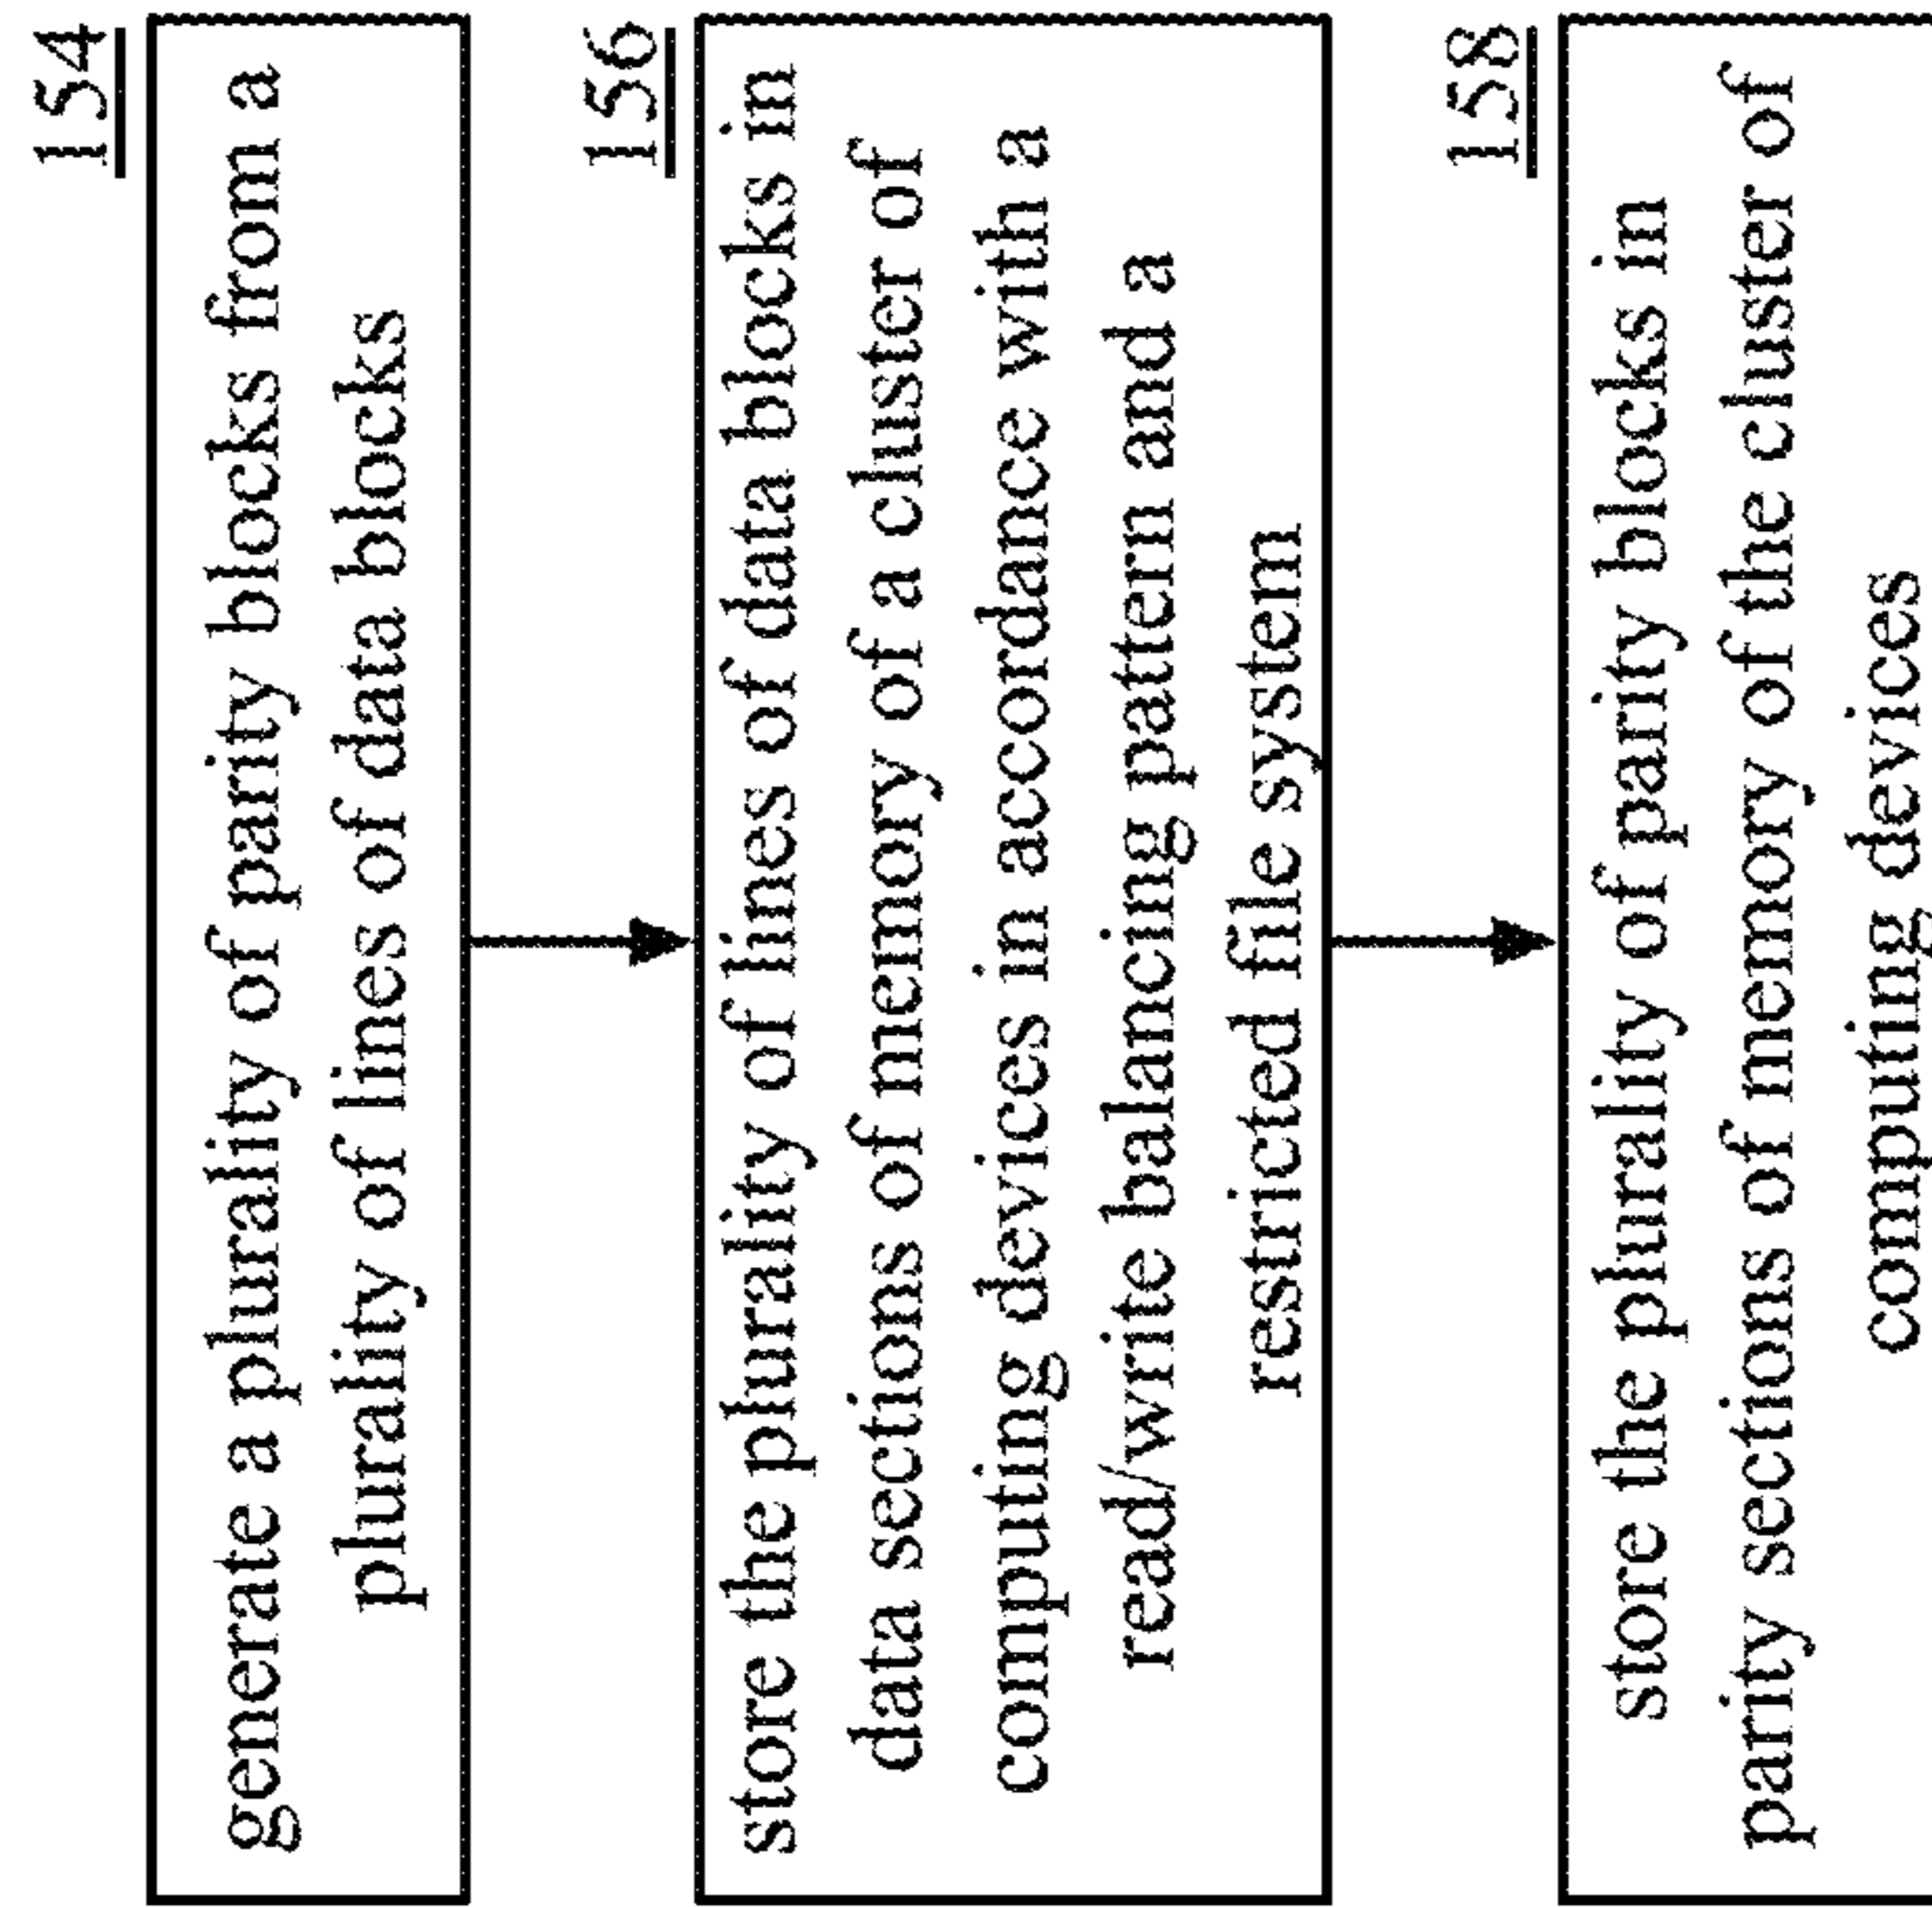 154
generate a plurality of parity blocks from a
plurality of lines of data blocks
156
store the plurality of lines of data blocks in
data sections of memory of a cluster of
computing devices in accordance with a
read/write balancing pattern and a
restricted file system
158
store the plurality of parity blocks in
parity sections of memory of the cluster of
computing devices